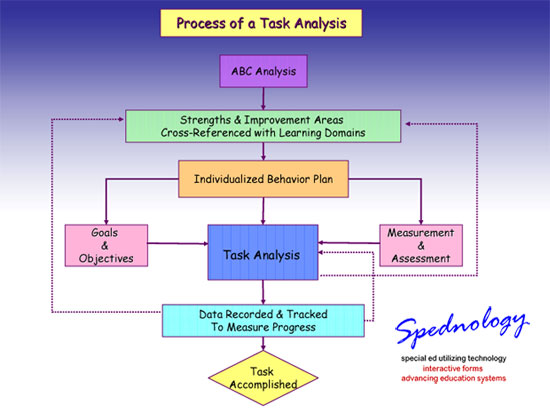 Process of a Task Analysis
ABC Analysis
Strengths & Improvement Areas
Cross-Referenced with Learning Domains
Individualized Behavior Plan
Goals
&
Objectives
Task Analysis
Measurement
&
Assessment
Data Recorded & Tracked
To Measure Progress
Task
Accomplished
Spednology
special ed utilizing technology
interactive forms
advancing education systems